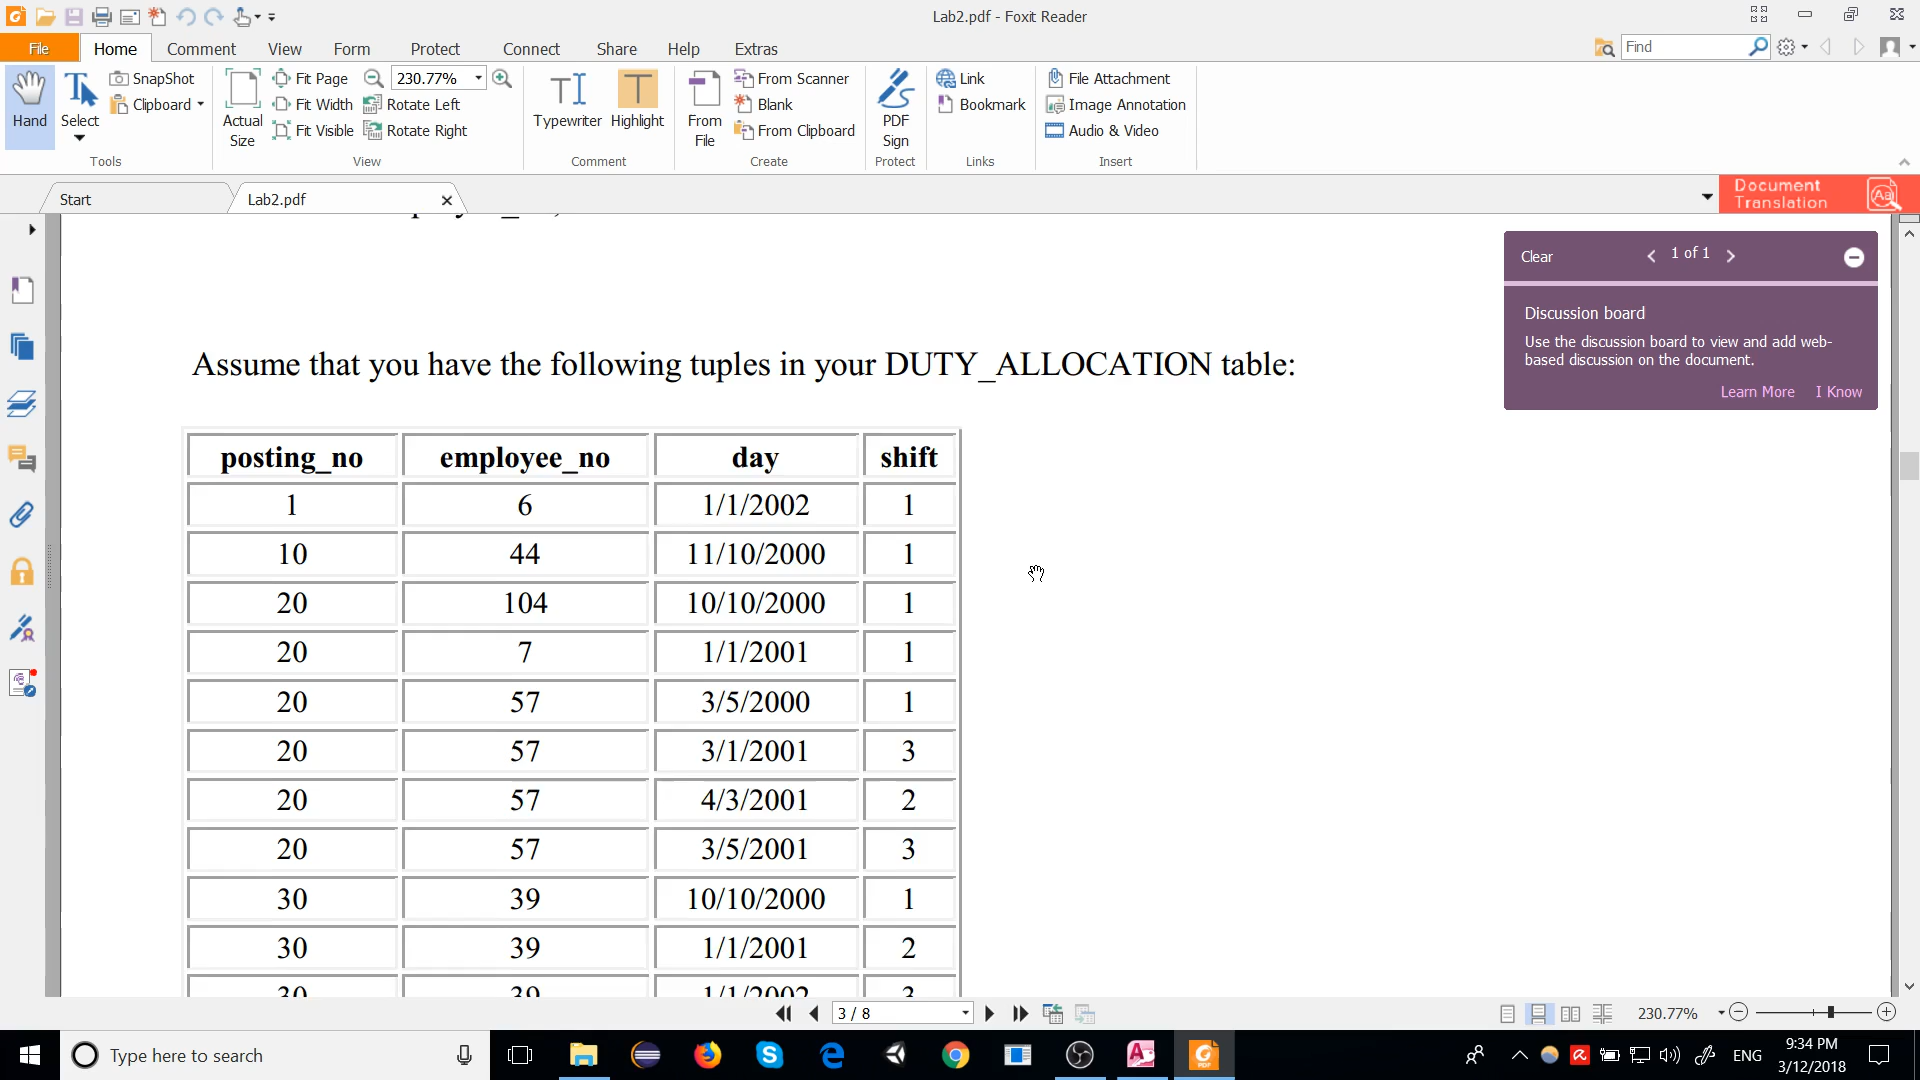 Lab2.pdf - Foxit Reader
File Home Comment View Form Protect Connect Share Help Extras
Find
Hand
Select
SnapShot
Clipboard
Tools
Actual Size
Fit Page
Fit Width
Fit Visible
230.77%
Rotate Left
Rotate Right
View
Typewriter
Highlight
Comment
From File
From Scanner
Blank
From Clipboard
Create
PDF Sign
Protect
Link
Bookmark
Links
File Attachment
Image Annotation
Audio & Video
Insert
Start
Lab2.pdf
Document Translation
Clear
1 of 1
Discussion board
Use the discussion board to view and add web-
based discussion on the document.
Learn More I Know
Assume that you have the following tuples in your DUTY_ALLOCATION table:
posting_no employee_no day shift
1 6 1/1/2002 1
10 44 11/10/2000 1
20 104 10/10/2000 1
20 7 1/1/2001 1
20 57 3/5/2000 1
20 57 3/1/2001 3
20 57 4/3/2001 2
20 57 3/5/2001 3
30 39 10/10/2000 1
30 39 1/1/2001 2
30 39 1/1/2002 3
3 / 8
230.77%
Type here to search
ENG
9:34 PM
3/12/2018